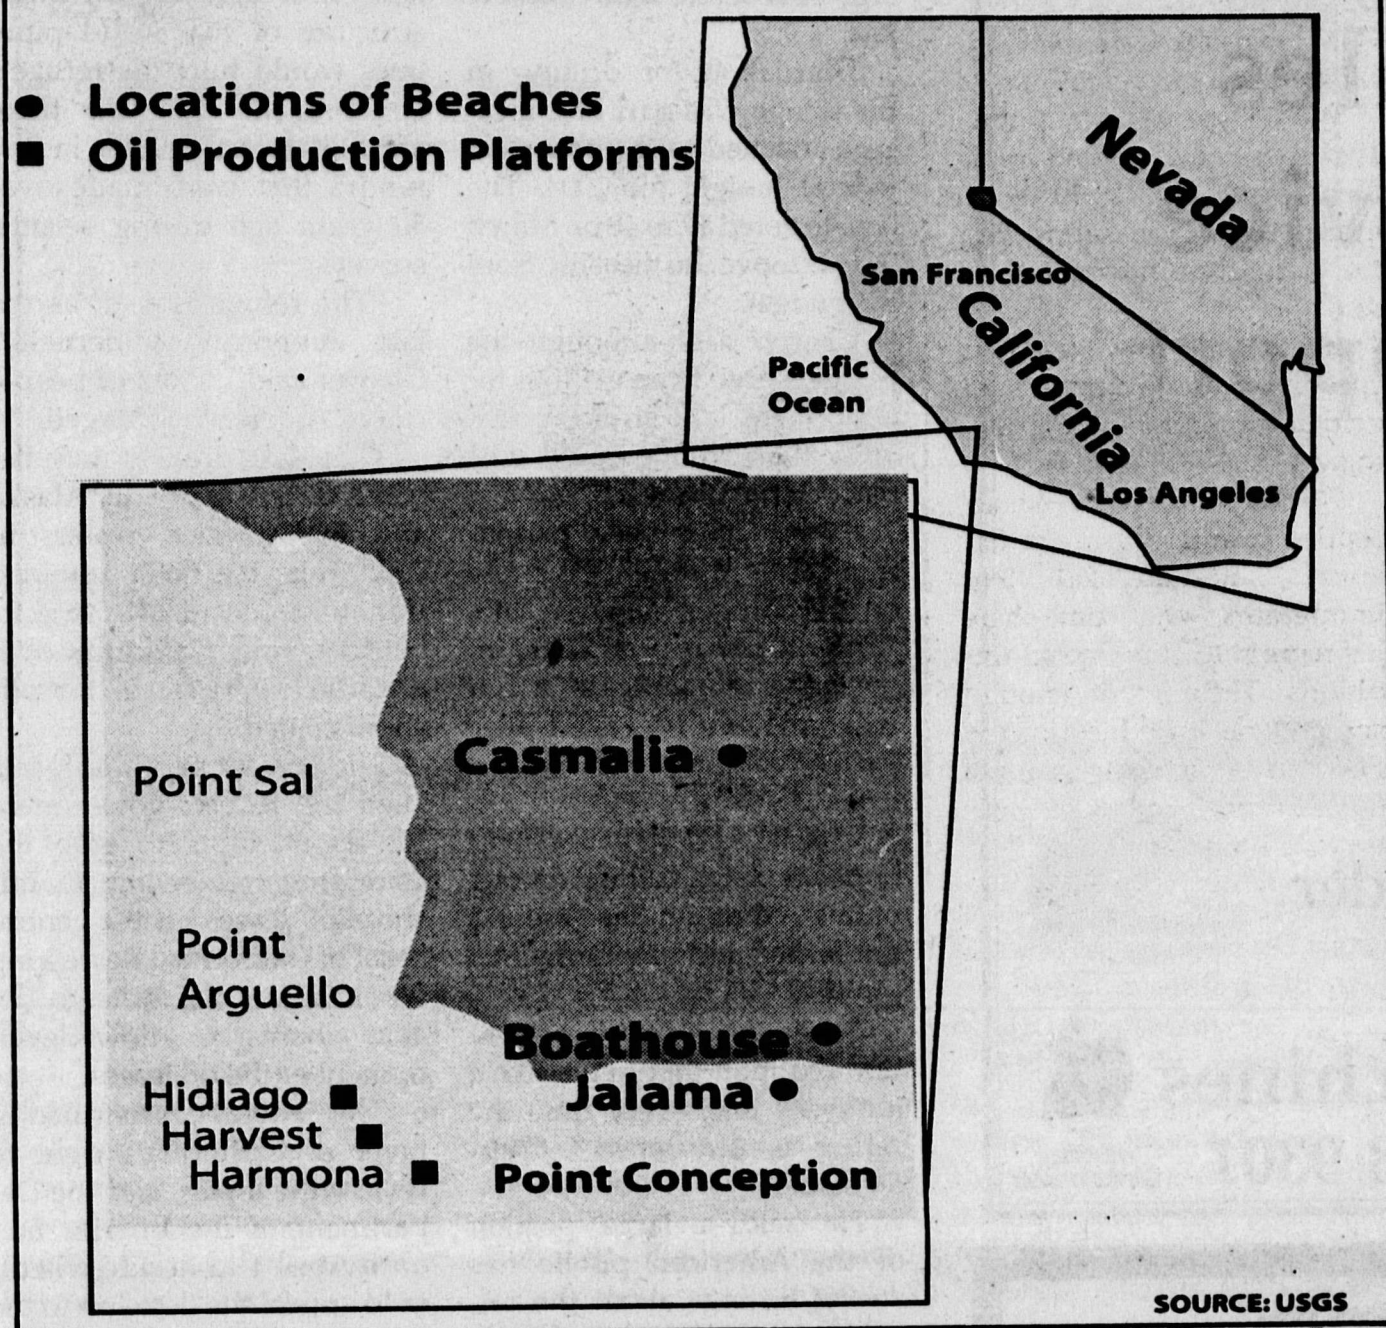 Locations of Beaches
Oil Production Platforms
Nevada
San Francisco
California
Pacific
Ocean
Los Angeles
Casmalia
Point Sal
Point
Arguello
Boathouse
Jalama
Hidlago
Harvest
Harmona
Point Conception
SOURCE: USGS